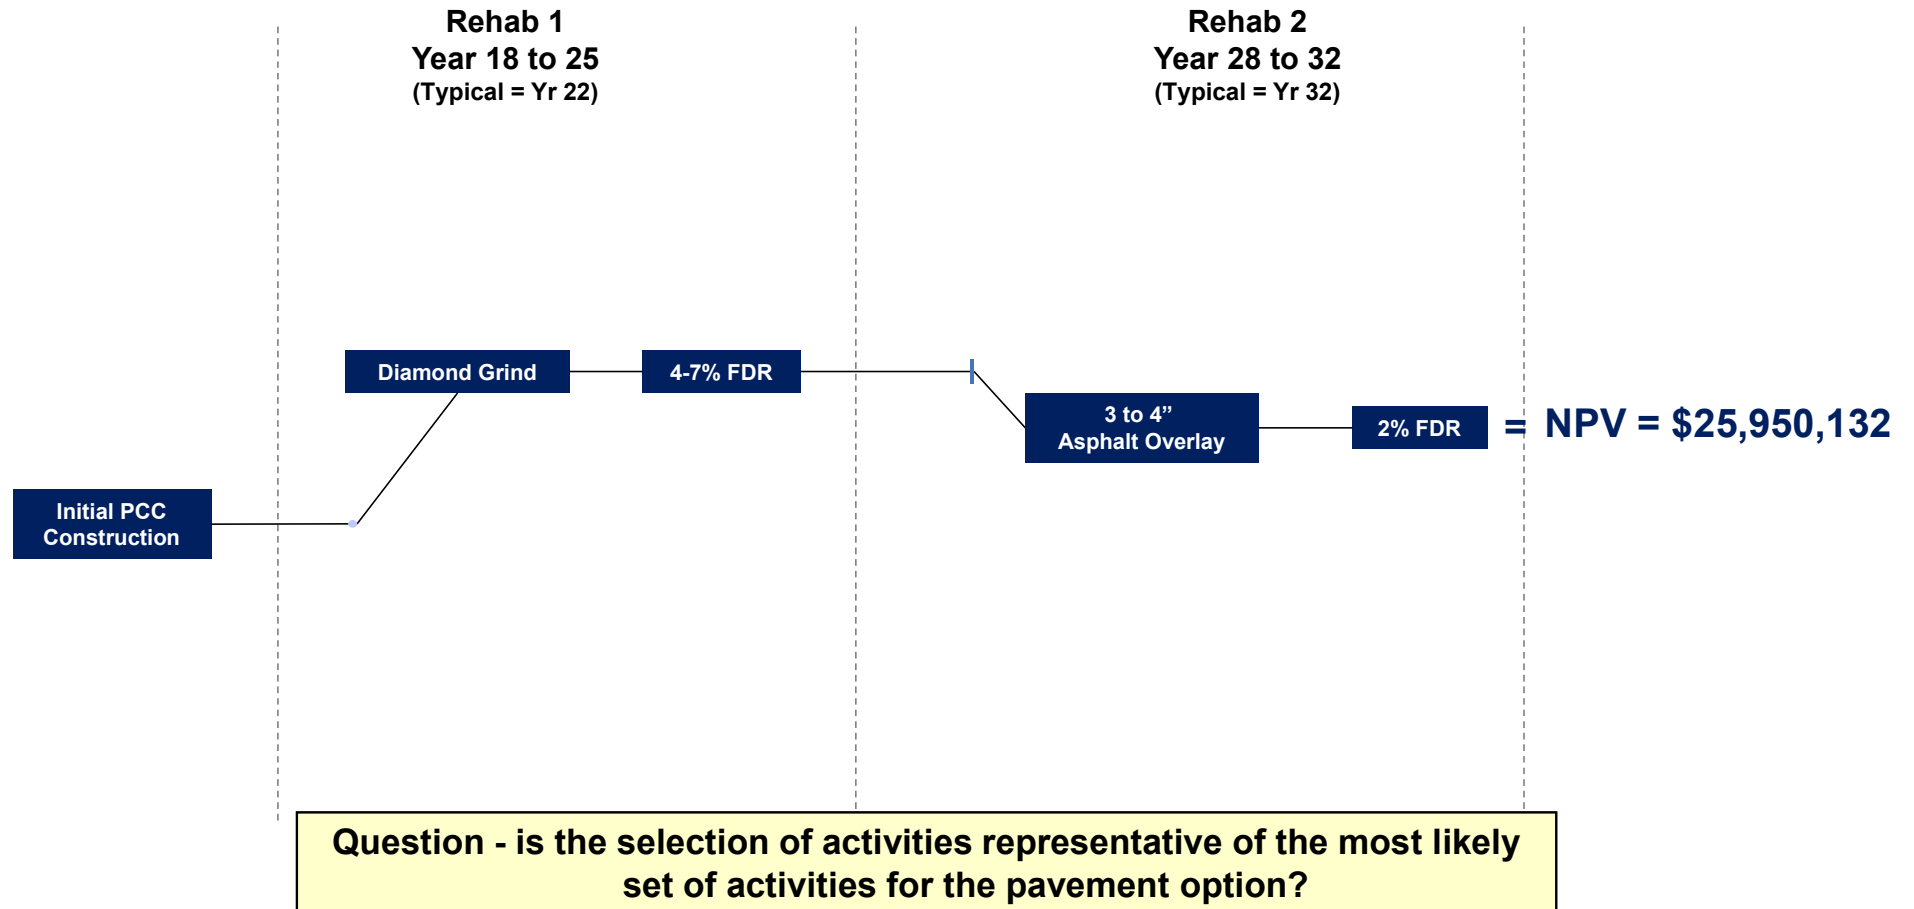 Rehab 1
Year 18 to 25
(Typical = Yr 22)
Rehab 2
Year 28 to 32
(Typical = Yr 32)
Diamond Grind
4-7% FDR
3 to 4”
Asphalt Overlay
2% FDR
= NPV = $25,950,132
Initial PCC
Construction
Question - is the selection of activities representative of the most likely
set of activities for the pavement option?